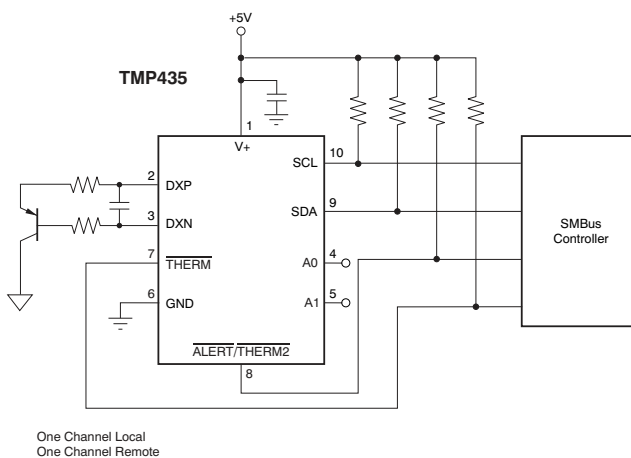 +5V
TMP435
1
V+
SCL
10
2
DXP
3
DXN
SDA
9
SMBus
Controller
7
THERM
A0
4
6
GND
A1
5
ALERT/THERM2
8
One Channel Local
One Channel Remote